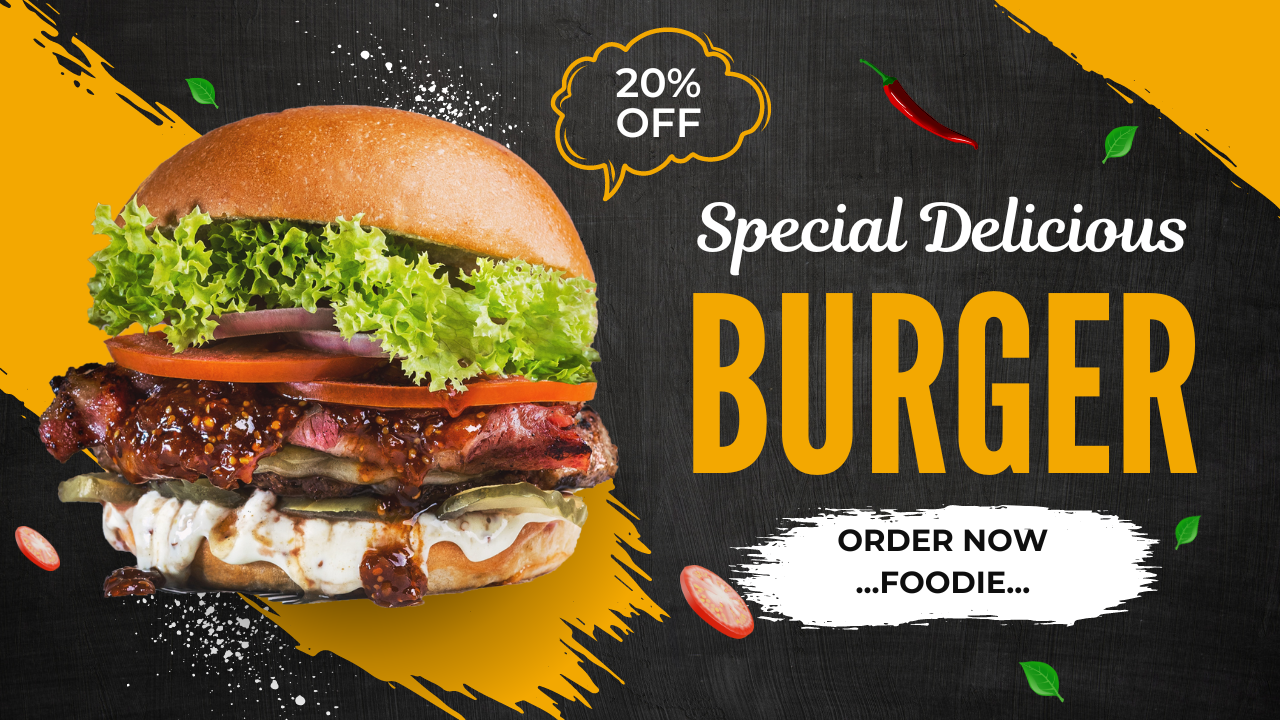 20%
OFF
Special Delicious
BURGER
ORDER NOW
...FOODIE...